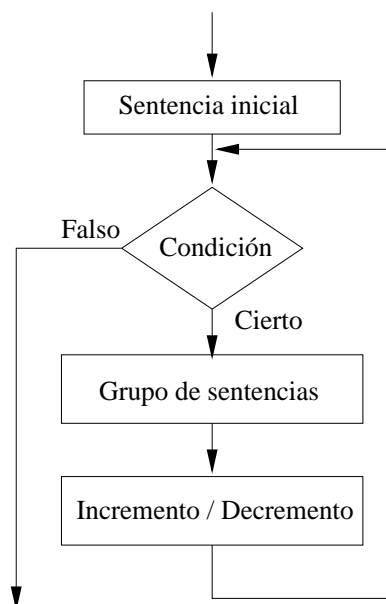 Sentencia inicial
Falso
Condición
Cierto
Grupo de sentencias
Incremento / Decremento